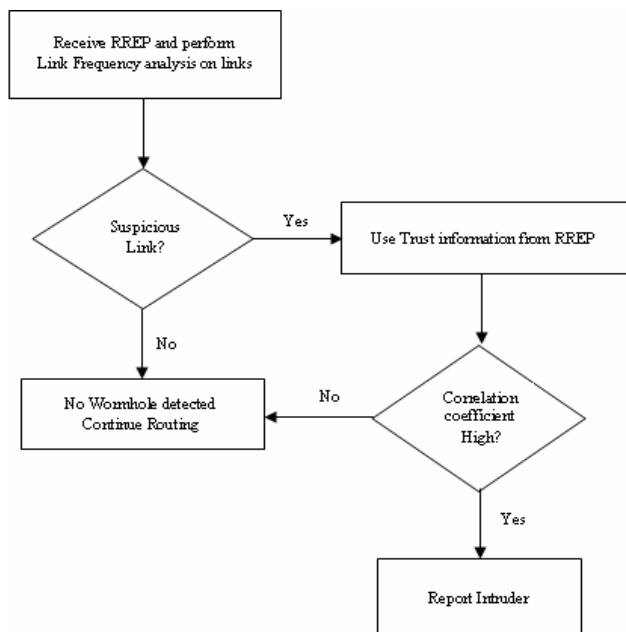 Receive RREP and perform
Link Frequency analysis on links
Suspicious
Link?
Yes
Use Trust information from RREP
No
No Wormhole detected
Continue Routing
No
Correlation
coefficient
High?
Yes
Report Intruder